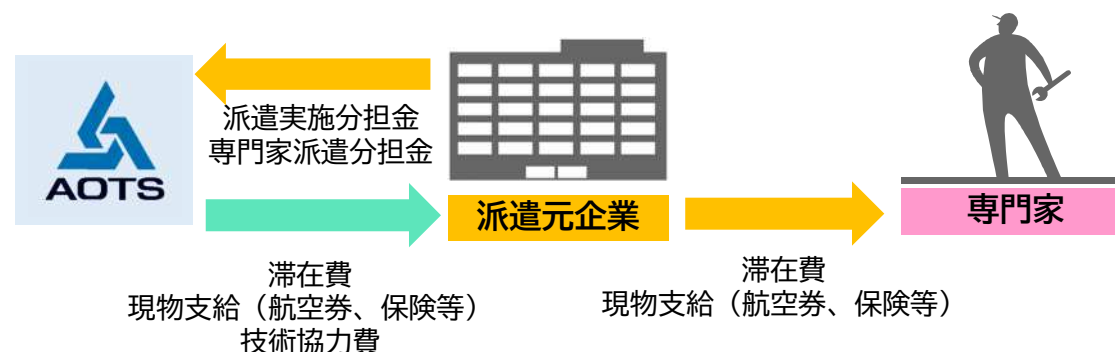 派遣実施分担金
専門家派遣分担金
AOTS
派遣元企業
専門家
滞在費
現物支給（航空券、保険等）
技術協力費
滞在費
現物支給（航空券、保険等）